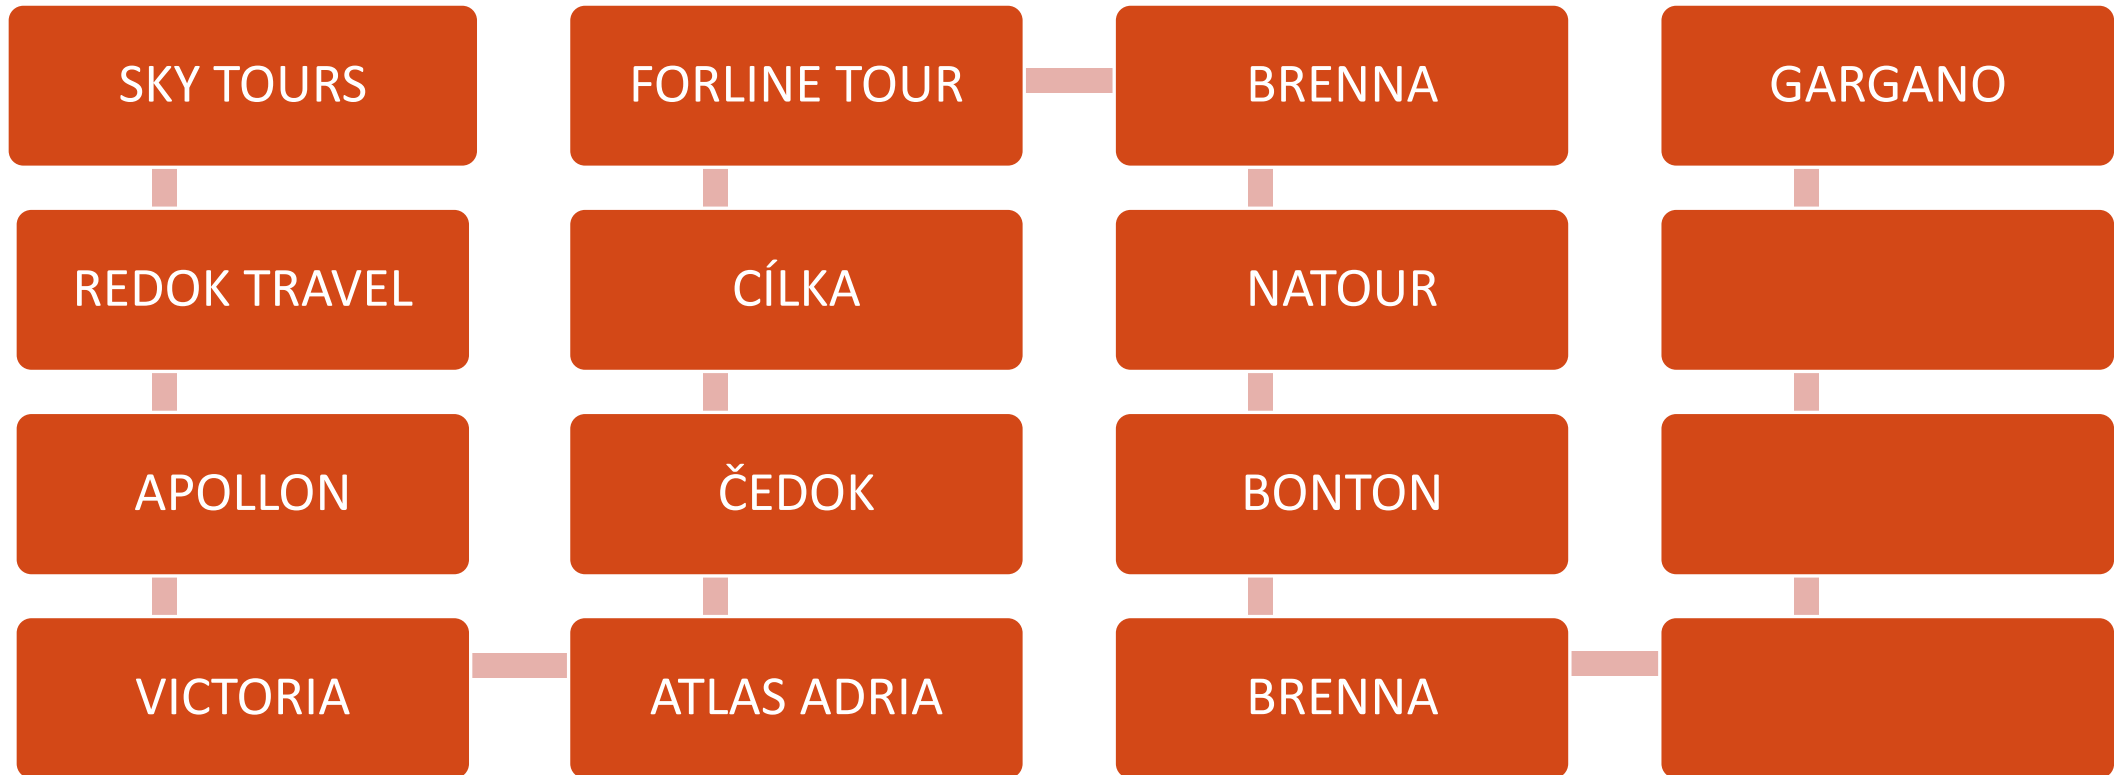 SKY TOURS
REDOK TRAVEL
APOLLON
VICTORIA
ATLAS ADRIA
ČEDOK
CÍLKA
FORLINE TOUR
BRENNA
NATOUR
BONTON
BRENNA
GARGANO